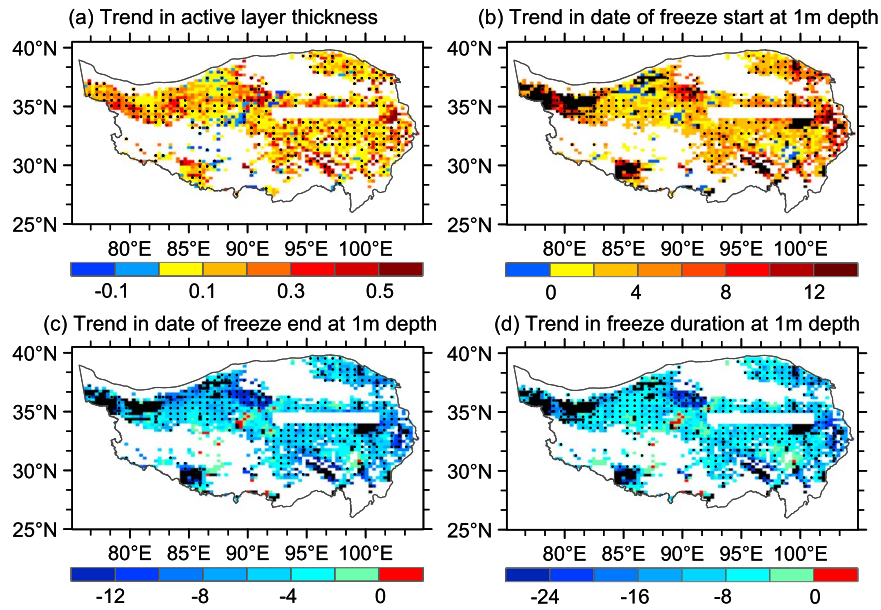 (a) Trend in active layer thickness
(b) Trend in date of freeze start at 1m depth
40°N
35°N
30°N
25°N
80°E 85°E 90°E 95°E 100°E
-0.1 0.1 0.3 0.5
40°N
35°N
30°N
25°N
80°E 85°E 90°E 95°E 100°E
0 4 8 12
(c) Trend in date of freeze end at 1m depth
(d) Trend in freeze duration at 1m depth
40°N
35°N
30°N
25°N
80°E 85°E 90°E 95°E 100°E
-12 -8 -4 0
40°N
35°N
30°N
25°N
80°E 85°E 90°E 95°E 100°E
-24 -16 -8 0